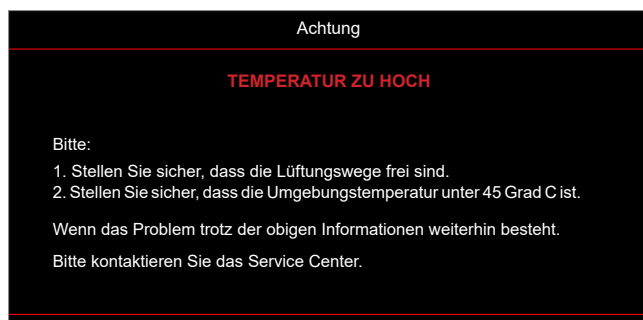 Achtung
TEMPERATUR ZU HOCH
Bitte:
1. Stellen Sie sicher, dass die Lüftungswege frei sind.
2. Stellen Sie sicher, dass die Umgebungstemperatur unter 45 Grad C ist.
Wenn das Problem trotz der obigen Informationen weiterhin besteht.
Bitte kontaktieren Sie das Service Center.